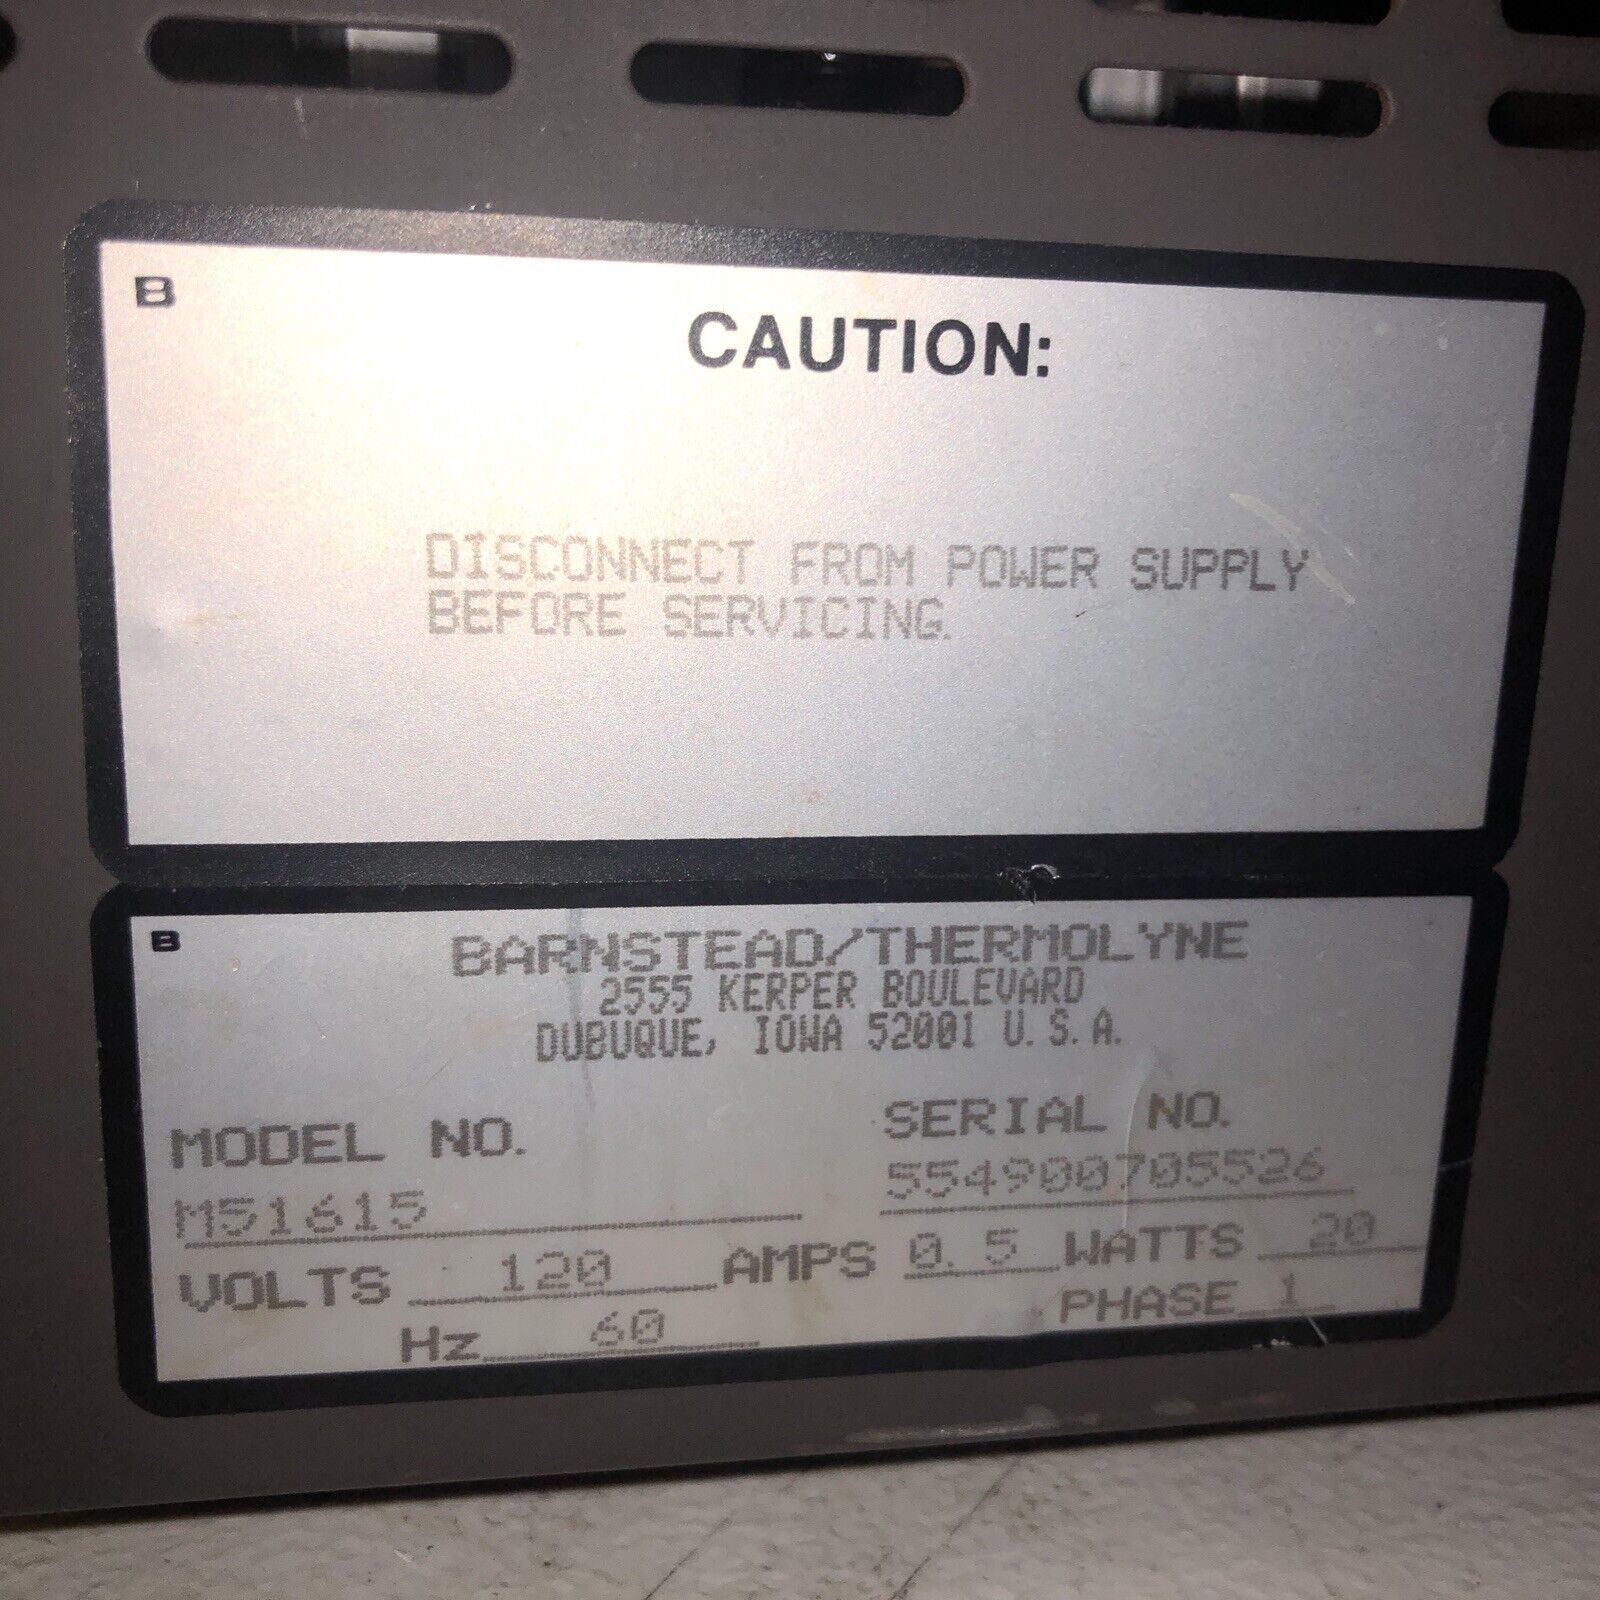 B
CAUTION:
DISCONNECT FROM POWER SUPPLY
BEFORE SERVICING.
B
BARNSTEAD/THERMOLYNE
2555 KERPER BOULEVARD
DUBUQUE, IOWA 52001 U.S.A.
MODEL NO. SERIAL NO.
M51615 554900705526
VOLTS 120 AMPS 0.5 WATTS 20
Hz 60 PHASE 1